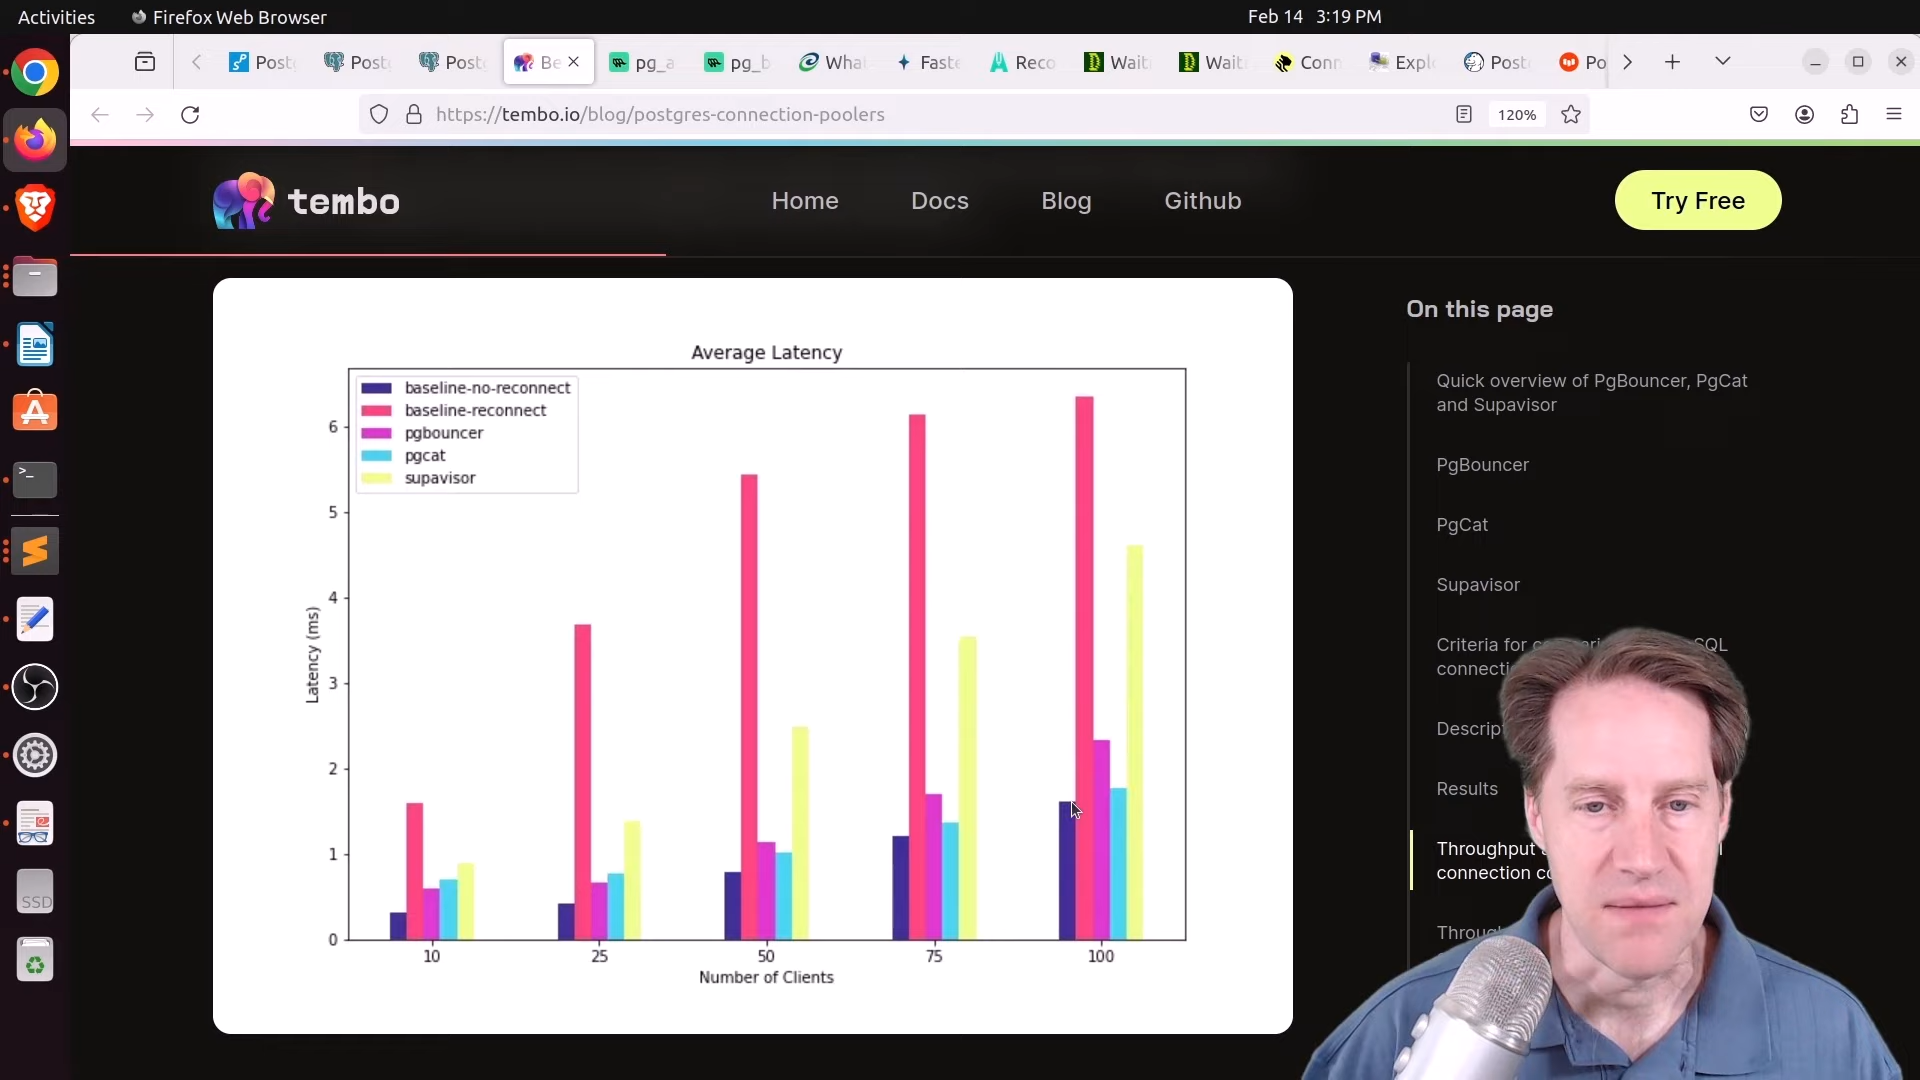 Activities
Firefox Web Browser
Feb 14 3:19 PM
Post
Post
Post
Be
pg_a
pg_b
What
Faste
Reco
Wait
Wait
Conn
Expl
Post
Po
https://tembo.io/blog/postgres-connection-poolers
120%
tembo
Home
Docs
Blog
Github
Try Free
Average Latency
baseline-no-reconnect
baseline-reconnect
pgbouncer
pgcat
supavisor
6
5
4
3
2
1
0
Latency (ms)
10
25
50
75
100
Number of Clients
On this page
Quick overview of PgBouncer, PgCat
and Supavisor
PgBouncer
PgCat
Supavisor
Criteria for
SQL
Results
Throughput
connection
SSD